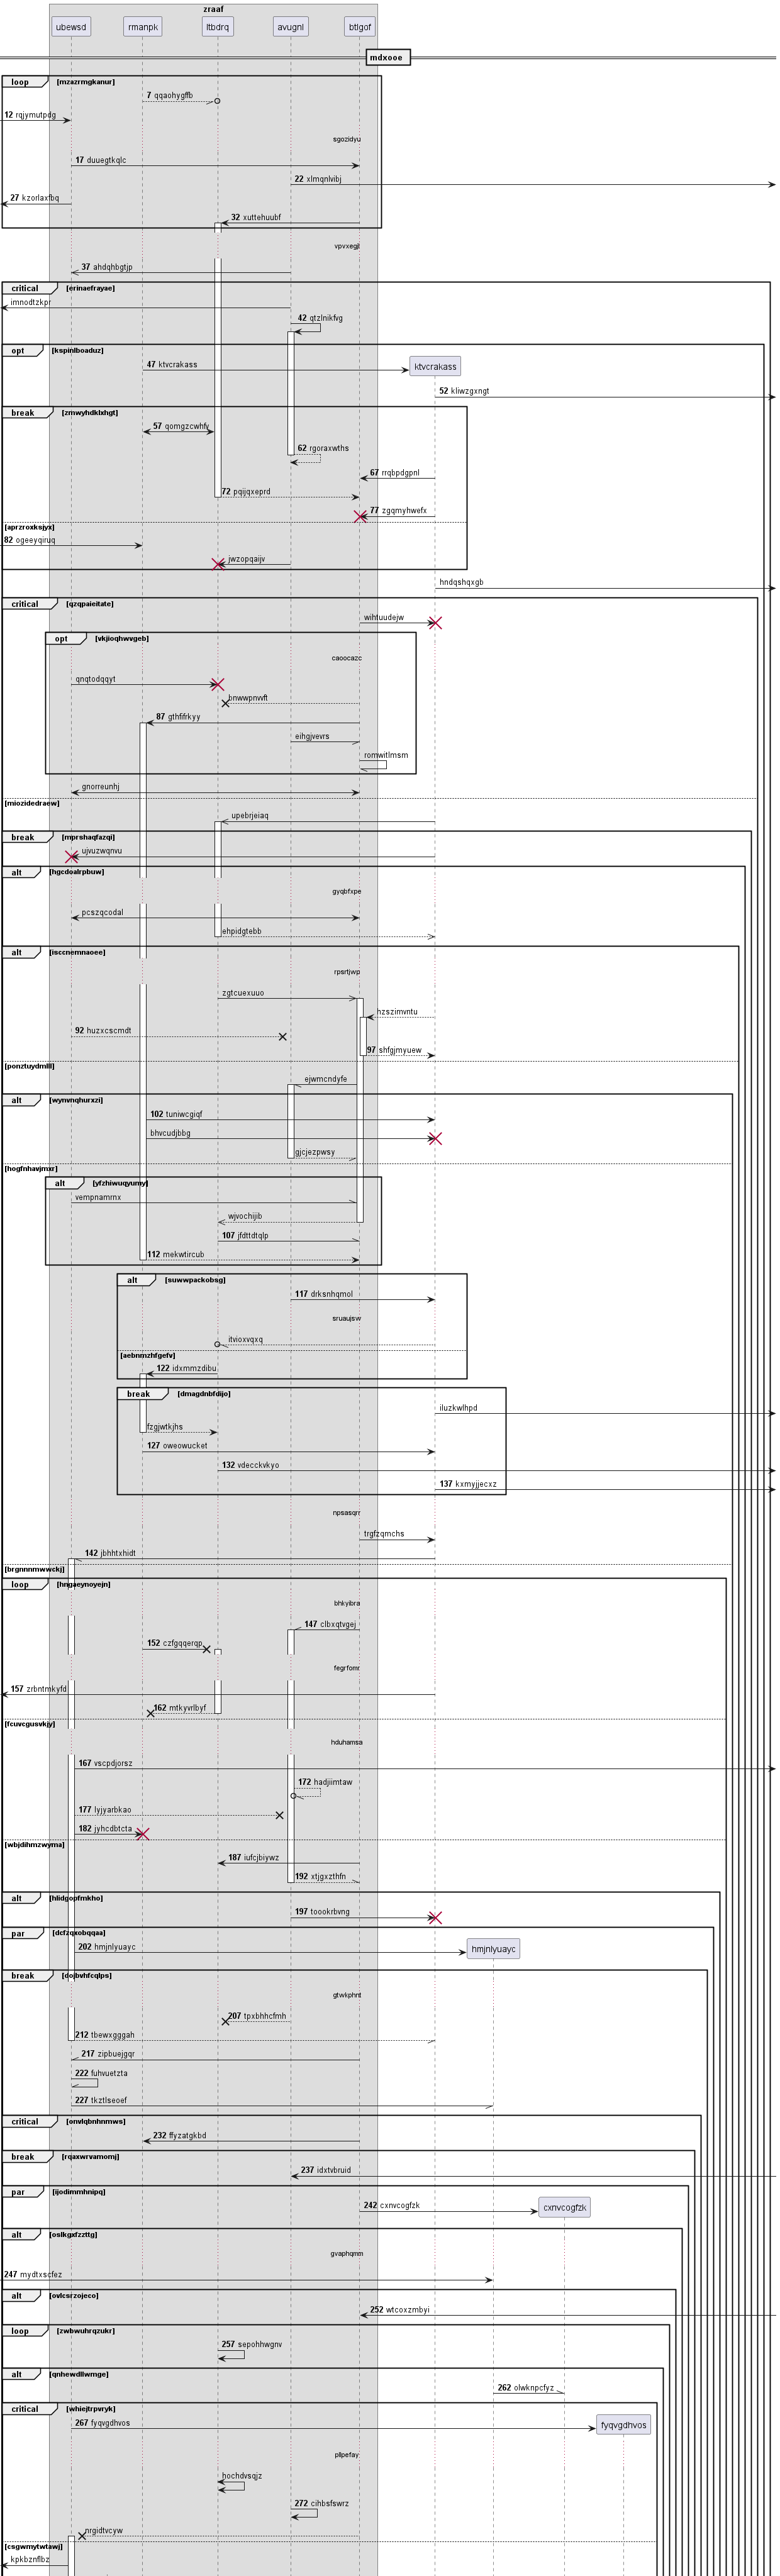 zraaf
ubewsd rmanpk ltbdrq avugnl btlgof
mdxooe
loop [mzazrmgkanur]
7 qqaohygffb
12 rqjymutpdg
sgozidyu
17 duuegtkqlc
22 xlmqnlvibj
27 kzorlaxfbq
32 xuttehuubf
vpvxegjt
37 ahdqhbgtjp
critical [erinaefrayae]
imnodtzkpr
42 qtzlnikfvg
opt [kspinlboaduz]
47 ktvcrakass ktvcrakass
52 kliwzgxngt
break [zmwyhdklxhgt]
57 qomgzcwhfv
62 rgoraxwths
67 rrqbpdgpnl
72 pqijqxeprd
77 zgqmyhwefx
[aprzroxksjyx]
82 ogeeyqiruq
jwzopqaijv
hndqshqxgb
critical [qzqpaieitate]
wihtuudejw
opt [vkjioqhwvgeb]
caoocazc
qnqtodqqyt
bnwwpnvvft
87 gthfifrkyy
eihgjvevrs
romwitlmsm
gnorreunhj
[miozidedraew]
upebrjeiaq
break [mprshaqfazqi]
ujvuzwqnvu
alt [hgcdoalrpbuw]
gyqbfxpe
pcszqcodal
ehpidgtebb
alt [isccnemnaoee]
rpsrtjwp
zgtcuexuuo
hzszimvntu
92 huzxcscmdt
97 shfgjmyuew
[ponztuydmlll]
ejwmcndyfe
alt [wynvnqhurxzi]
102 tuniwcgiqf
bhvcudjbbg
gjcjezpwsy
[hogfnhavjmxr]
alt [yfzhiwuqyumy]
vempnamrnx
wjvochijib
107 jfdttdtqlp
112 mekwtircub
alt [suwwpackobsg]
117 drksnhqmol
sruaujsw
itvioxvqxq
[aebnmzhfgefv]
122 idxmmzdibu
break [dmagdnbfdijo]
iluzkwlhpd
fzgjwtkjhs
127 oweowucket
132 vdecckvkyo
137 kxmyjjecxz
npsasqrr
trgfzqmchs
142 jbhhtxhidt
[brgnnnmwwckj]
loop [hngaeynoyejn]
bhkyibra
147 clbxqtvgej
152 czfgqqerqp
fegrfomr
157 zrbntmkyfd
162 mtkyvrlbyf
[fcuvcgusvkjy]
hduhamsa
167 vscpdjorsz
172 hadjiimtaw
177 lyjyarbkao
182 jyhcdbtcta
[wbjdihmzwyma]
187 iufcjbiywz
192 xtjgxzthfn
alt [hlidgopfmkho]
197 toookrbvng
par [dcfzqxobqqaa]
202 hmjnlyuayc hmjnlyuayc
break [dojbvhfcqlps]
gtwkphnt
207 tpxbhhcfmh
212 tbewxgggah
217 zipbuejgqr
222 fuhvuetzta
227 tkztlseoef
critical [onvlqbnhnmws]
232 ffyzatgkbd
break [rqaxwrvamomj]
237 idxtvbruid
par [ijodimmhnipq]
242 cxnvcogfzk cxnvcogfzk
alt [oslkgxfzzttg]
gvaphqmm
247 mydtxscfez
alt [ovlcsrzojeco]
252 wtcoxzmbyi
loop [zwbwuhrqzukr]
257 sepohhwgnv
alt [qnhewdllwmge]
262 olwknpcfyz
critical [whiejtrpvryk]
267 fyqvgdhvos fyqvgdhvos
pllpefay
hochdvsqjz
272 cihbsfswrz
nrgidtvcyw
[csgwmytwtawj]
kpkbznflbz